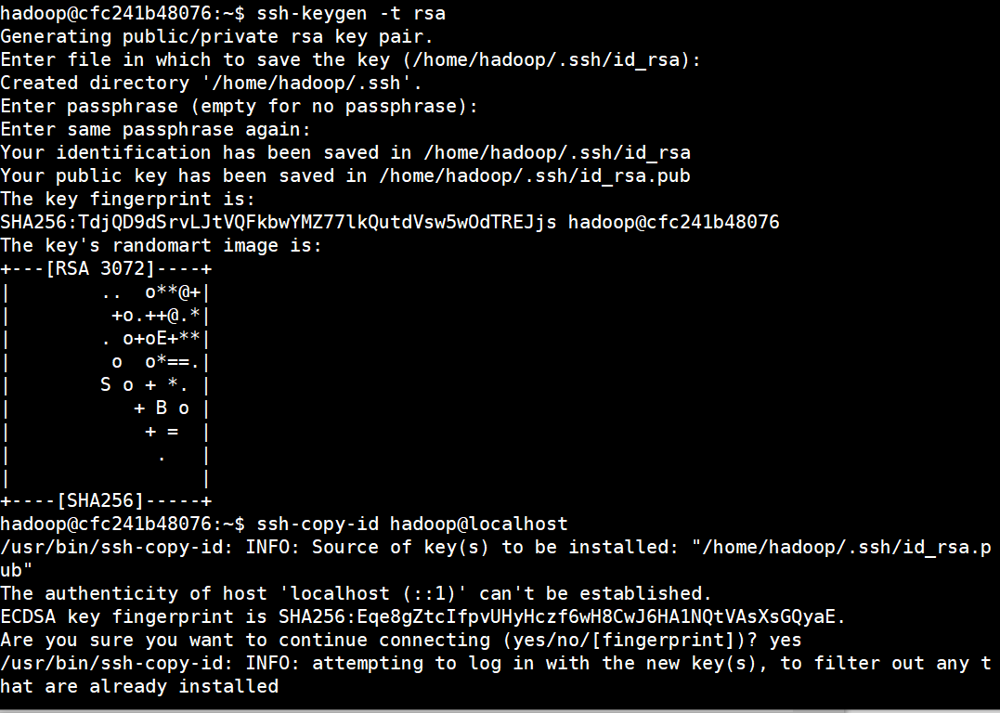 hadoop@cfc241b48076:~$ ssh-keygen -t rsa
Generating public/private rsa key pair.
Enter file in which to save the key (/home/hadoop/.ssh/id_rsa):
Created directory '/home/hadoop/.ssh'.
Enter passphrase (empty for no passphrase):
Enter same passphrase again:
Your identification has been saved in /home/hadoop/.ssh/id_rsa
Your public key has been saved in /home/hadoop/.ssh/id_rsa.pub
The key fingerprint is:
SHA256:TdjQD9dSrvLJtVQFkbwYMZ77lkQutdVsw5wOdTREJjs hadoop@cfc241b48076
The key's randomart image is:
+---[RSA 3072]----+
|        ..  o**@+|
|         +o.++@.*|
|        . o+oE+**|
|         o  o*==.|
|        S o + *. |
|           + B o |
|            + =  |
|             .   |
|                 |
+----[SHA256]-----+
hadoop@cfc241b48076:~$ ssh-copy-id hadoop@localhost
/usr/bin/ssh-copy-id: INFO: Source of key(s) to be installed: "/home/hadoop/.ssh/id_rsa.p
ub"
The authenticity of host 'localhost (::1)' can't be established.
ECDSA key fingerprint is SHA256:Eqe8gZtcIfpvUHyHczf6wH8CwJ6HA1NQtVAsXsGQyaE.
Are you sure you want to continue connecting (yes/no/[fingerprint])? yes
/usr/bin/ssh-copy-id: INFO: attempting to log in with the new key(s), to filter out any t
hat are already installed